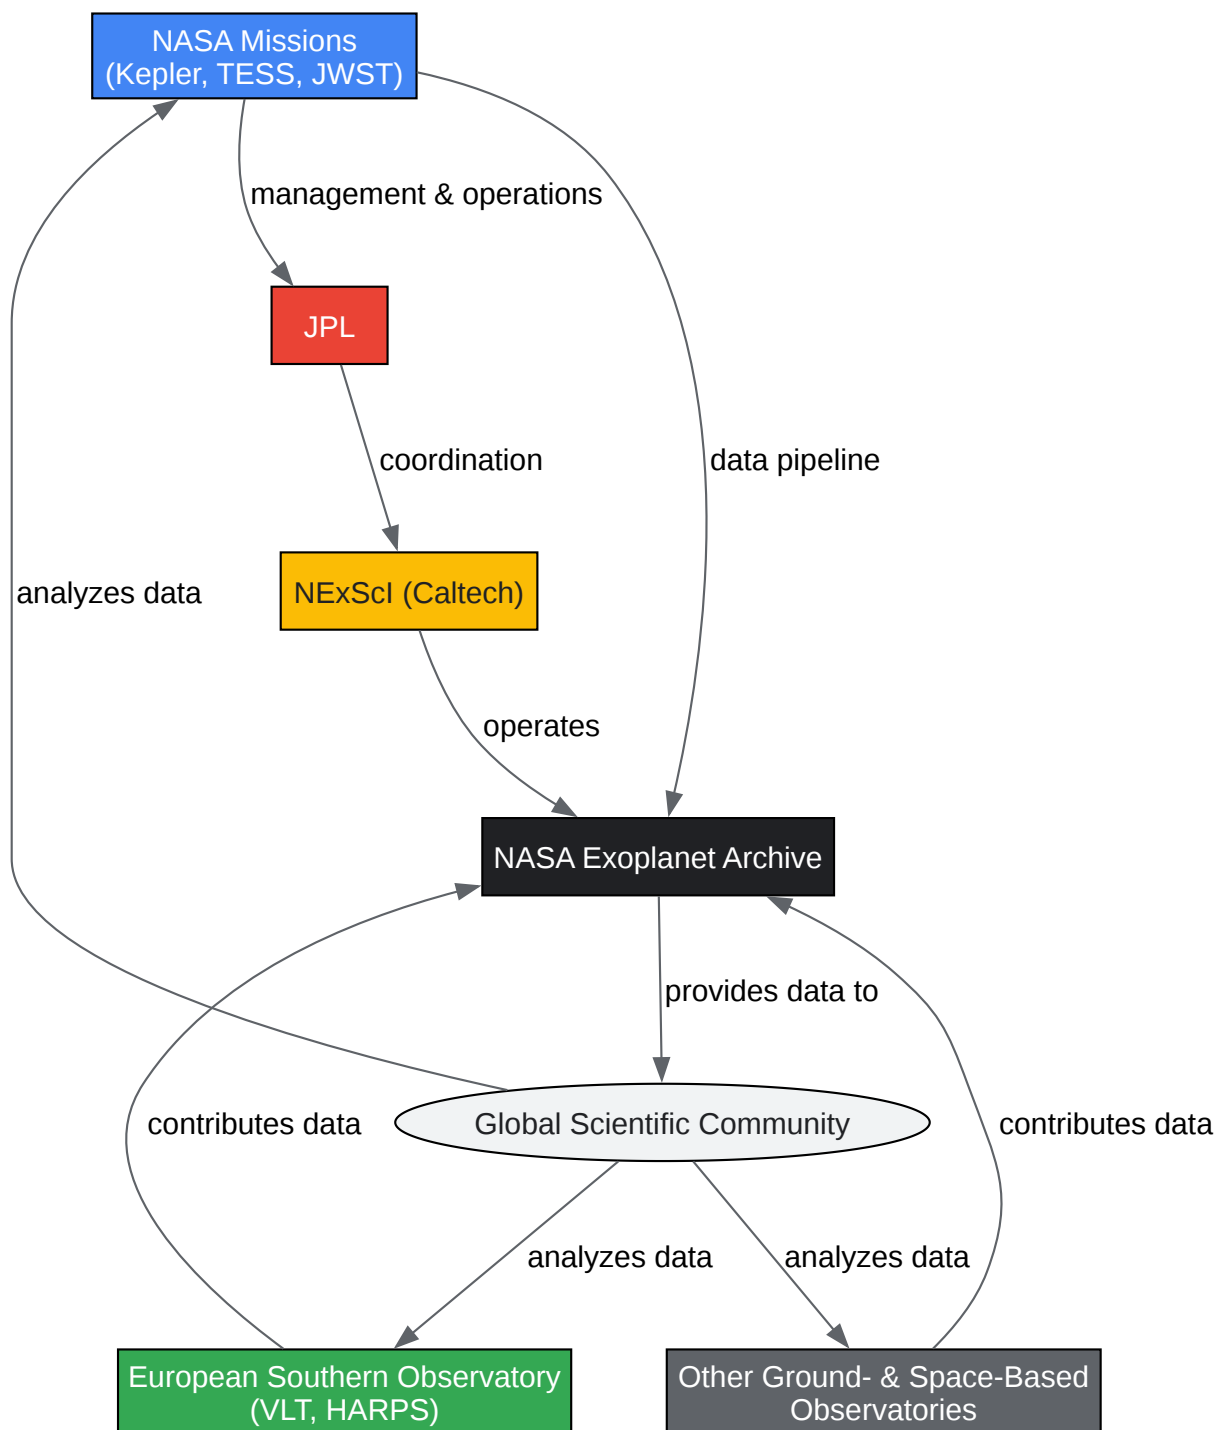 NASA Missions
(Kepler, TESS, JWST)
management & operations
JPL
coordination
data pipeline
analyzes data
NExScI (Caltech)
operates
NASA Exoplanet Archive
provides data to
contributes data
Global Scientific Community
contributes data
analyzes data
analyzes data
European Southern Observatory
(VLT, HARPS)
Other Ground- & Space-Based
Observatories